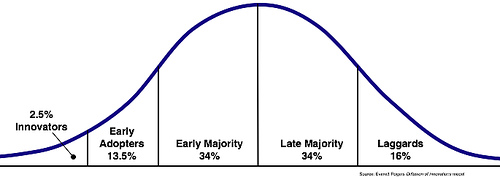 2.5%
Innovators
Early
Adopters
13.5%
Early Majority
34%
Late Majority
34%
Laggards
16%
Source: Everett Rogers Diffusion of Innovations model